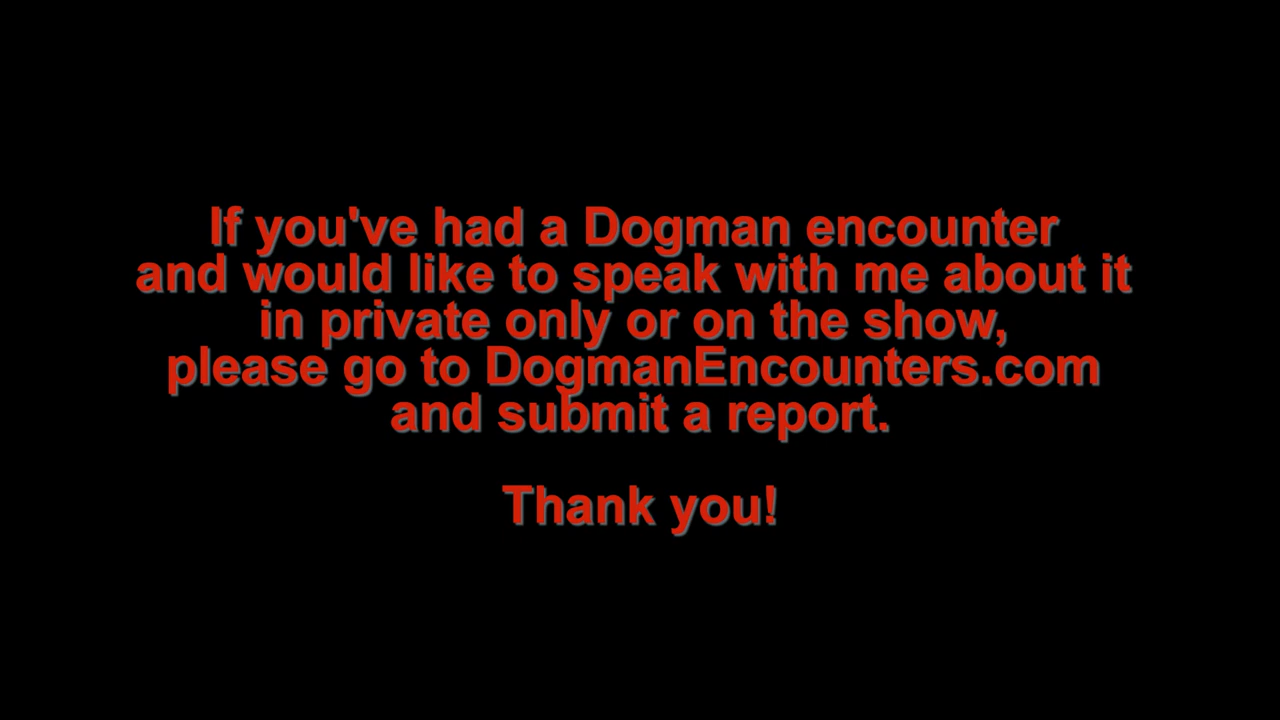 If you've had a Dogman encounter
and would like to speak with me about it
in private only or on the show,
please go to DogmanEncounters.com
and submit a report.
Thank you!